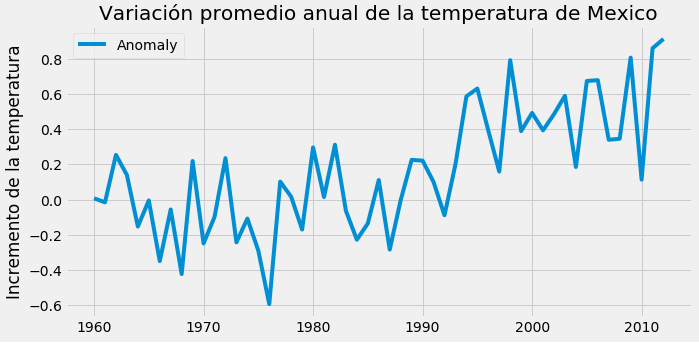 Variación promedio anual de la temperatura de Mexico
Anomaly
Incremento de la temperatura
0.8
0.6
0.4
0.2
0.0
−0.2
−0.4
−0.6
1960 1970 1980 1990 2000 2010